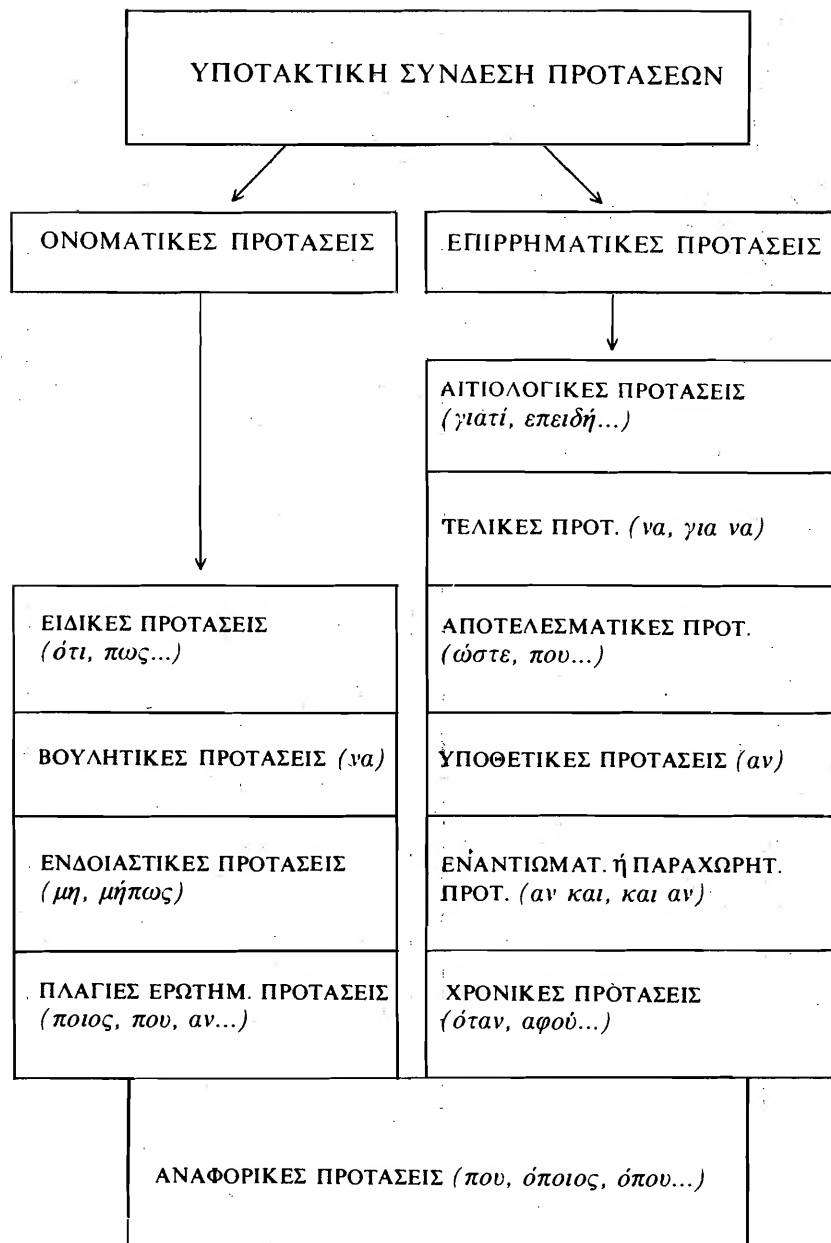 ΥΠΟΤΑΚΤΙΚΗ ΣΥΝΔΕΣΗ ΠΡΟΤΑΣΕΩΝ
ΟΝΟΜΑΤΙΚΕΣ ΠΡΟΤΑΣΕΙΣ
ΕΙΔΙΚΕΣ ΠΡΟΤΑΣΕΙΣ
(ότι, πως...)
ΒΟΥΛΗΤΙΚΕΣ ΠΡΟΤΑΣΕΙΣ (να)
ΕΝΔΟΙΑΣΤΙΚΕΣ ΠΡΟΤΑΣΕΙΣ
(μη, μήπως)
ΠΛΑΓΙΕΣ ΕΡΩΤΗΜ. ΠΡΟΤΑΣΕΙΣ
(ποιος, που, αν...)
ΕΠΙΡΡΗΜΑΤΙΚΕΣ ΠΡΟΤΑΣΕΙΣ
ΑΙΤΙΟΛΟΓΙΚΕΣ ΠΡΟΤΑΣΕΙΣ
(γιατί, επειδή...)
ΤΕΛΙΚΕΣ ΠΡΟΤ. (να, για να)
ΑΠΟΤΕΛΕΣΜΑΤΙΚΕΣ ΠΡΟΤ.
(ώστε, που...)
ΥΠΟΘΕΤΙΚΕΣ ΠΡΟΤΑΣΕΙΣ (αν)
ΕΝΑΝΤΙΩΜΑΤ. ή ΠΑΡΑΧΩΡΗΤ.
ΠΡΟΤ. (αν και, και αν)
ΧΡΟΝΙΚΕΣ ΠΡΟΤΑΣΕΙΣ
(όταν, αφού...)
ΑΝΑΦΟΡΙΚΕΣ ΠΡΟΤΑΣΕΙΣ (που, όποιος, όπου...)